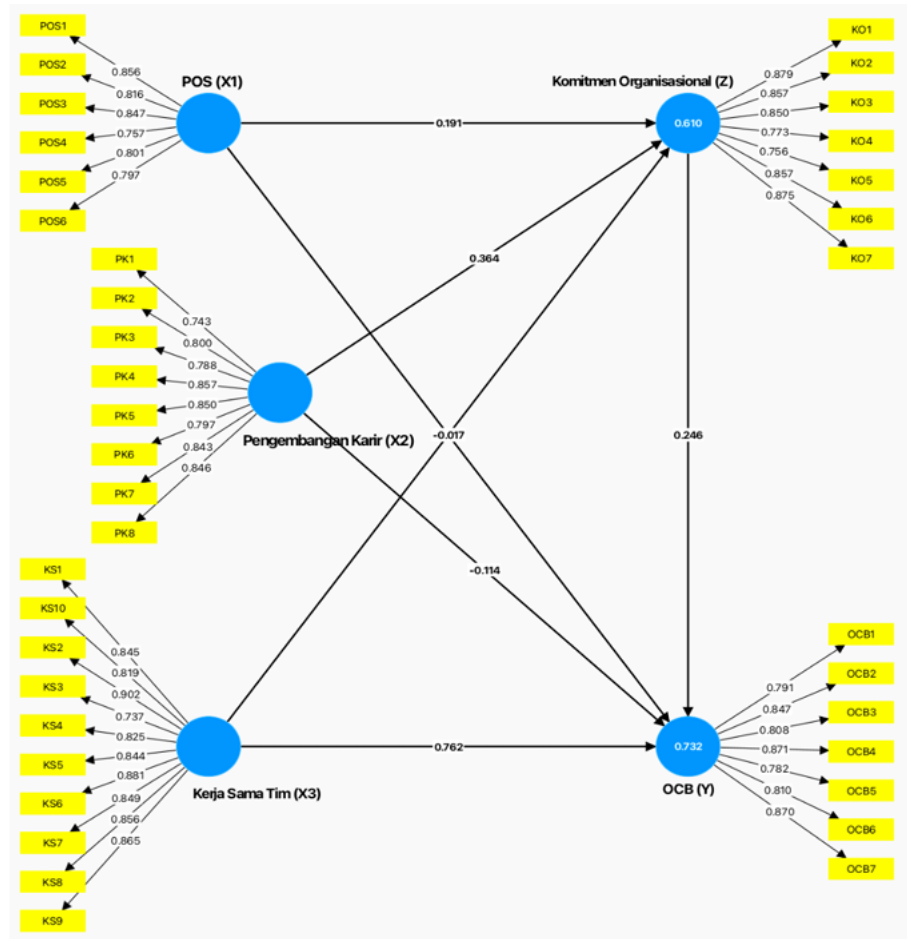 POS1
POS2
POS3
POS4
POS5
POS6
0.856
0.816
0.847
0.757
0.801
0.797
POS (X1)
0.191
Komitmen Organisasional (Z)
0.610
0.879
0.857
0.850
0.773
0.756
0.857
0.875
KO1
KO2
KO3
KO4
KO5
KO6
KO7
PK1
PK2
PK3
PK4
PK5
PK6
PK7
PK8
0.743
0.800
0.788
0.857
0.850
0.797
0.843
0.846
Pengembangan Karir (X2)
0.364
-0.017
0.246
-0.114
KS1
KS10
KS2
KS3
KS4
KS5
KS6
KS7
KS8
KS9
0.845
0.819
0.902
0.737
0.825
0.844
0.881
0.849
0.856
0.865
Kerja Sama Tim (X3)
0.762
0.732
OCB (Y)
0.791
0.847
0.808
0.871
0.782
0.810
0.870
OCB1
OCB2
OCB3
OCB4
OCB5
OCB6
OCB7